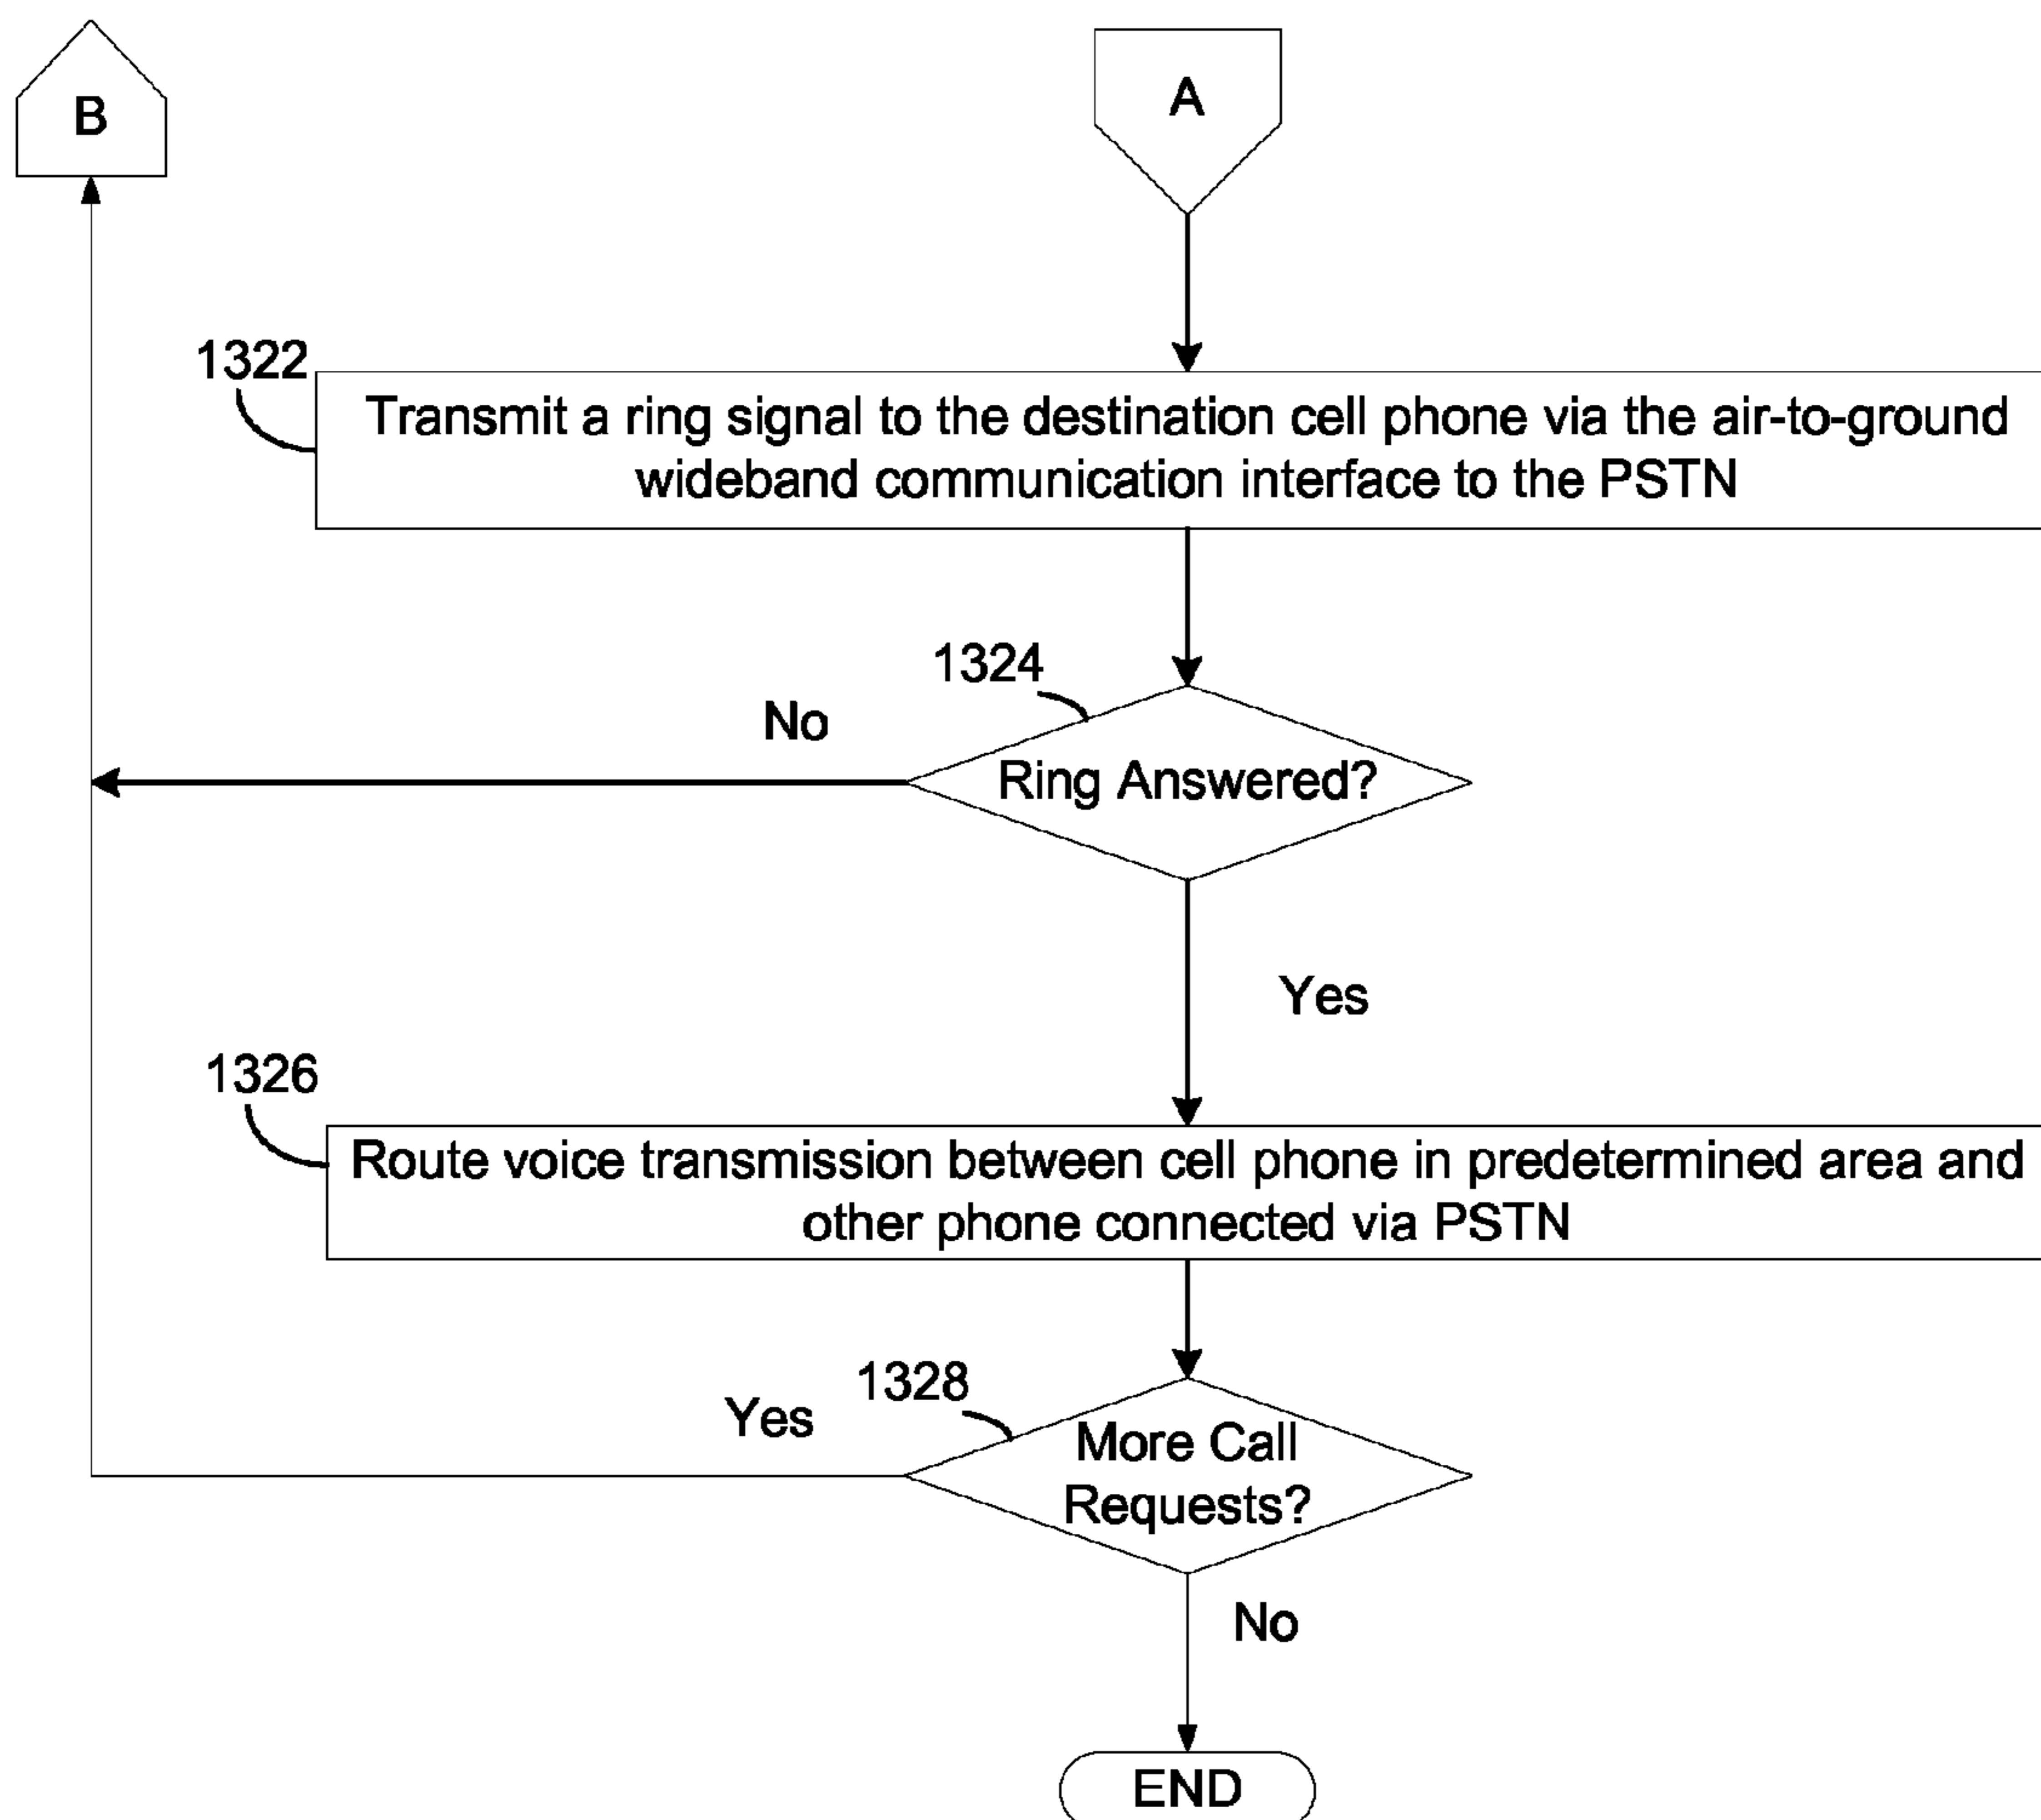 B
A
1322
Transmit a ring signal to the destination cell phone via the air-to-ground
wideband communication interface to the PSTN
1324
No
Ring Answered?
Yes
1326
Route voice transmission between cell phone in predetermined area and
other phone connected via PSTN
1328
Yes
More Call
Requests?
No
END